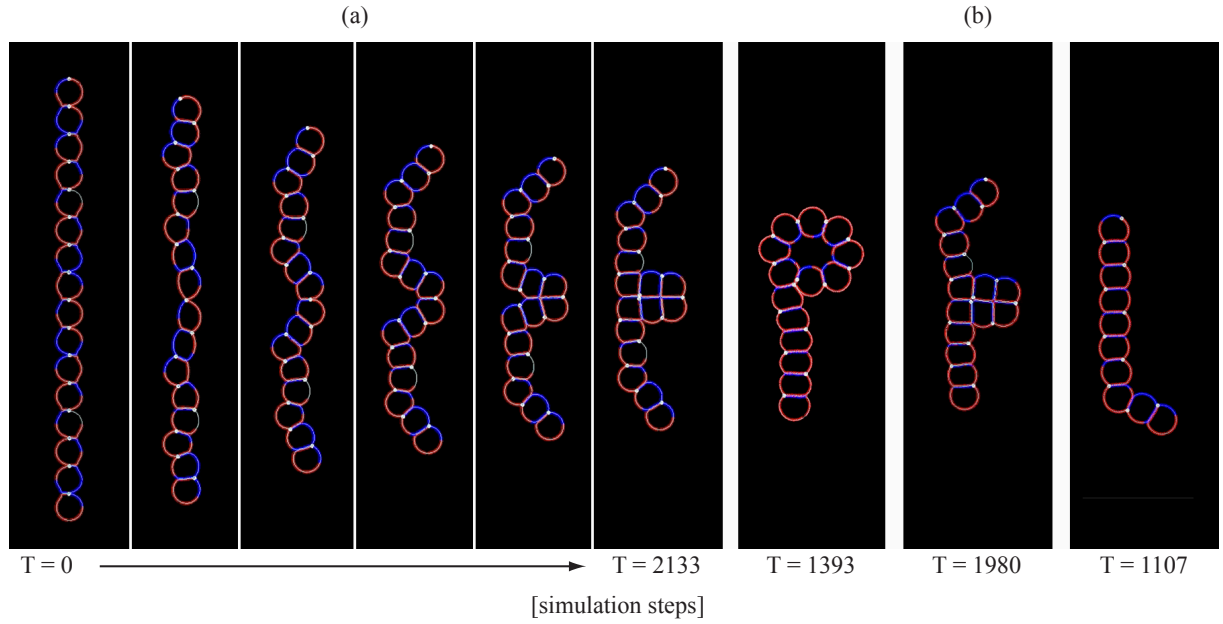 (a) (b)
T = 0 T = 2133 T = 1393 T = 1980 T = 1107
[simulation steps]